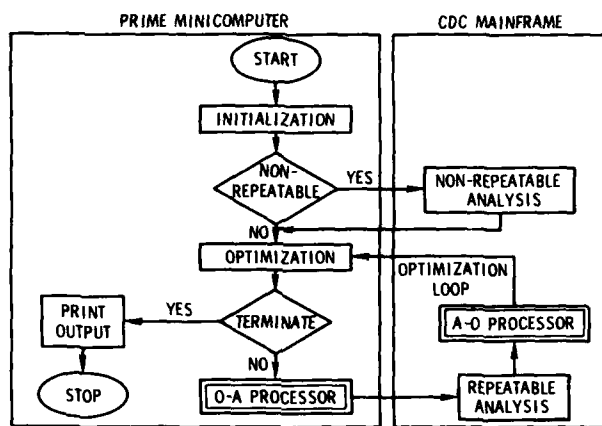 PRIME MINICOMPUTER
CDC MAINFRAME
START
INITIALIZATION
NON-
REPEATABLE
YES
NON-REPEATABLE
ANALYSIS
NO
OPTIMIZATION
OPTIMIZATION
LOOP
PRINT
OUTPUT
YES
TERMINATE
A-O PROCESSOR
NO
STOP
O-A PROCESSOR
REPEATABLE
ANALYSIS